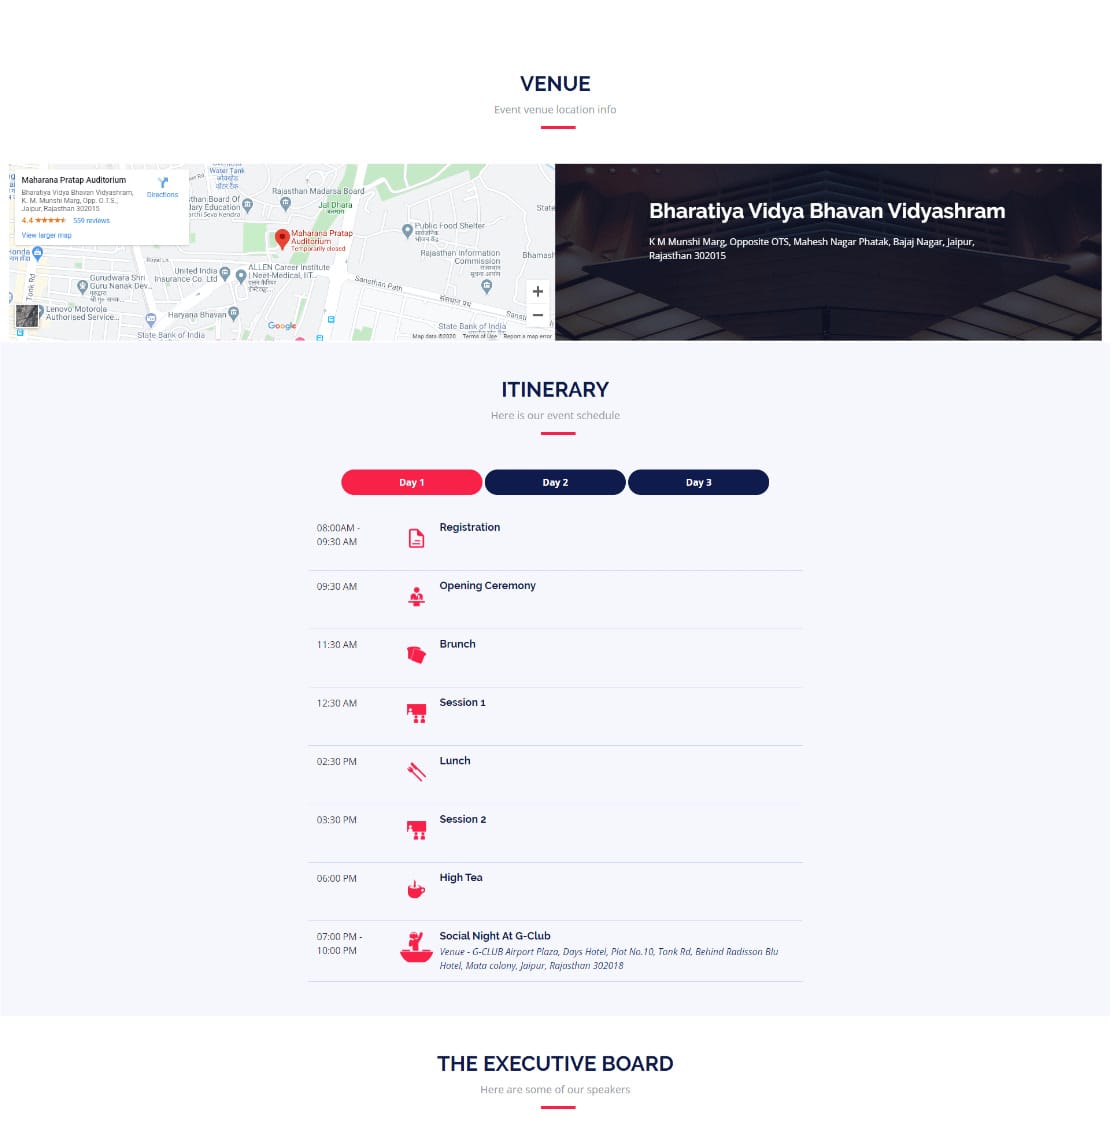 VENUE
Event venue location info
Maharana Pratap Auditorium
Bharatiya Vidya Bhavan Vidyashram,
K. M. Munshi Marg, Opp. O.T.S.,
Jaipur, Rajasthan 302015
4.4 559 reviews
View larger map
Directions
Water Tank
वॉटर टैंक
Rajasthan Madarsa Board
Jal Dhara
जलधारा
Maharana Pratap
Auditorium
Temporarily closed
Public Food Shelter
Rajasthan Information
Commission
State
Bhamash
United India
Insurance Co. Ltd
ALLEN Career Institute
| Neet-Medical, IIT...
Gurudwara Shri
Guru Nanak Dev...
Tonk Rd
Lenovo Motorola
Authorised Service...
Haryana Bhavan
State Bank of India
Sansthan Path
State Bank of India
Google
Map data ©2020 Terms of Use Report a map error
Bharatiya Vidya Bhavan Vidyashram
K M Munshi Marg, Opposite OTS, Mahesh Nagar Phatak, Bajaj Nagar, Jaipur,
Rajasthan 302015
ITINERARY
Here is our event schedule
Day 1 Day 2 Day 3
08:00AM - Registration
09:30 AM
09:30 AM Opening Ceremony
11:30 AM Brunch
12:30 AM Session 1
02:30 PM Lunch
03:30 PM Session 2
06:00 PM High Tea
07:00 PM - Social Night At G-Club
10:00 PM
Venue - G-CLUB Airport Plaza, Days Hotel, Plot No.10, Tonk Rd, Behind Radisson Blu
Hotel, Mata colony, Jaipur, Rajasthan 302018
THE EXECUTIVE BOARD
Here are some of our speakers